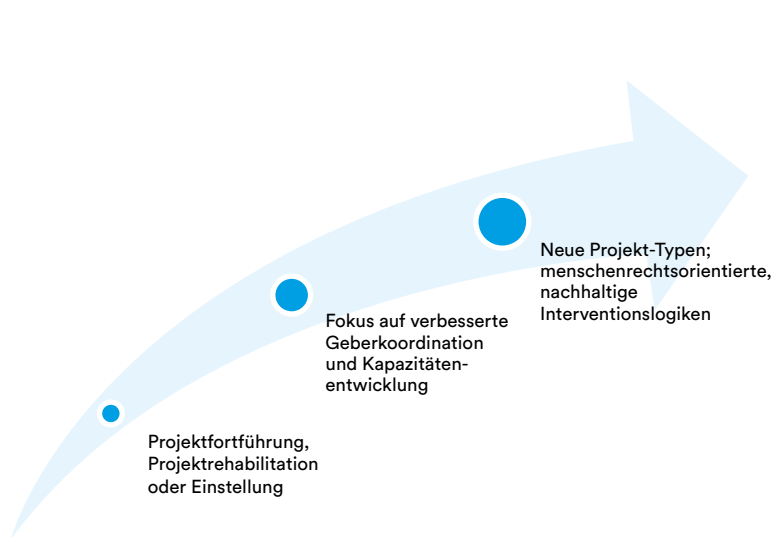 Neue Projekt-Typen;
menschenrechtsorientierte,
nachhaltige
Interventionslogiken
Fokus auf verbesserte
Geberkoordination
und Kapazitäten-
entwicklung
Projektfortführung,
Projektrehabilitation
oder Einstellung